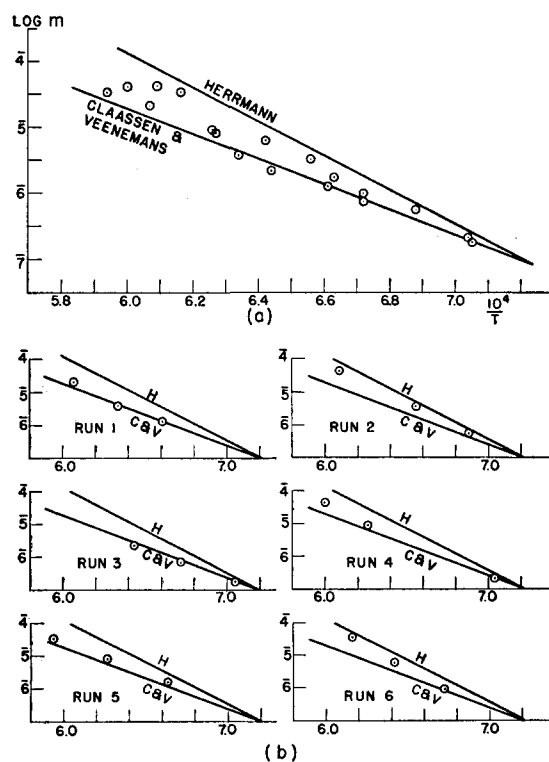 LOG m
4̄
HERRMANN
CLAASSEN &
VEENEMANS
5̄
6̄
7̄
5.8 6.0 6.2 6.4 6.6 6.8 7.0 10⁴/T
(a)
4̄ 5̄ 6̄
H
C&V
RUN 1
6.0 7.0
4̄ 5̄ 6̄
H
C&V
RUN 2
6.0 7.0
4̄ 5̄ 6̄
H
C&V
RUN 3
6.0 7.0
4̄ 5̄ 6̄
H
C&V
RUN 4
6.0 7.0
4̄ 5̄ 6̄
H
C&V
RUN 5
6.0 7.0
4̄ 5̄ 6̄
H
C&V
RUN 6
6.0 7.0
(b)